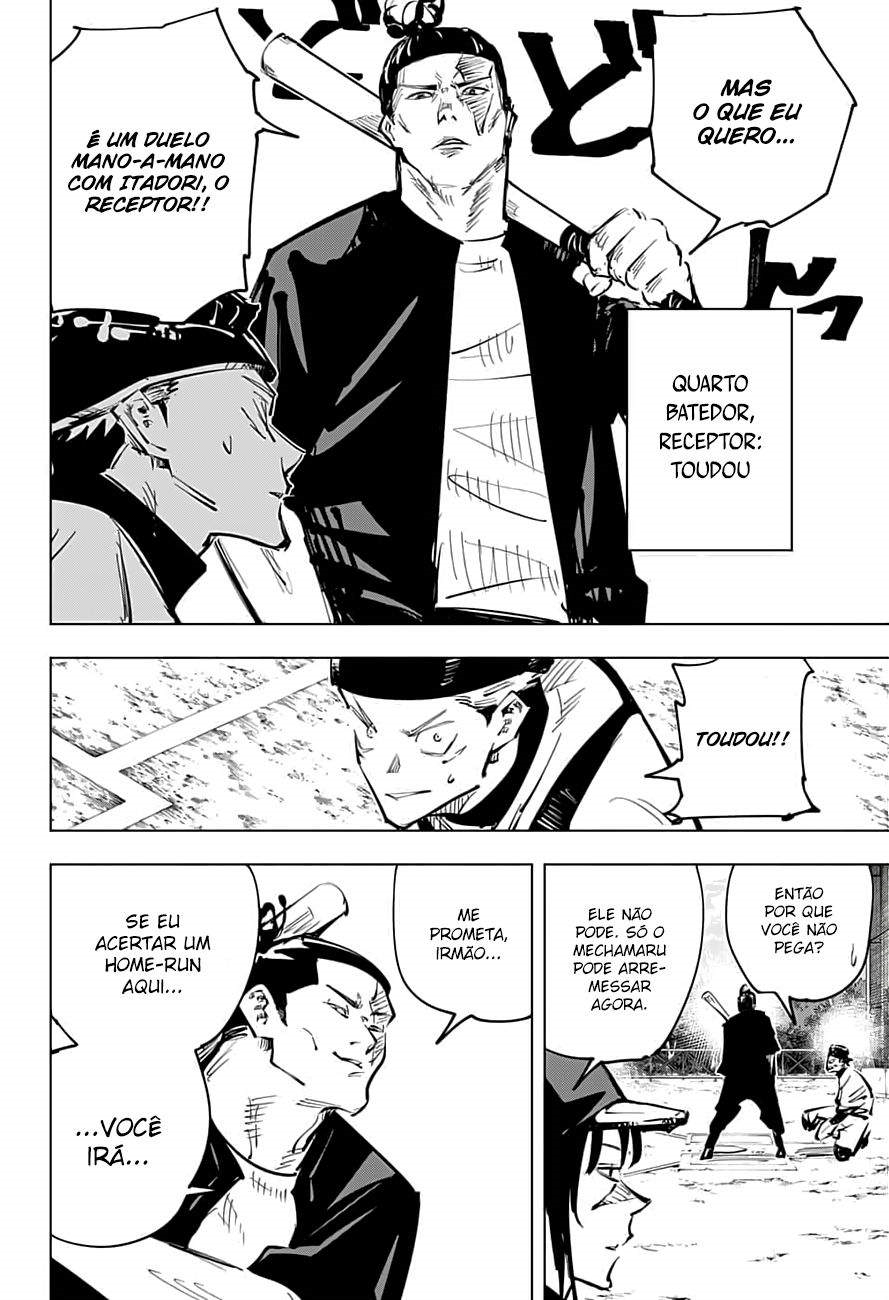 MAS
O QUE EU
QUERO...
É UM DUELO
MANO-A-MANO
COM ITADORI, O
RECEPTOR!!
QUARTO
BATEDOR,
RECEPTOR:
TOUDOU
TOUDOU!!
ENTÃO
POR QUE
VOCÊ NÃO
PEGA?
ELE NÃO
PODE. SÓ O
MECHAMARU
PODE ARRE-
MESSAR
AGORA.
ME
PROMETA,
IRMÃO...
SE EU
ACERTAR UM
HOME-RUN
AQUI...
...VOCÊ
IRÁ...